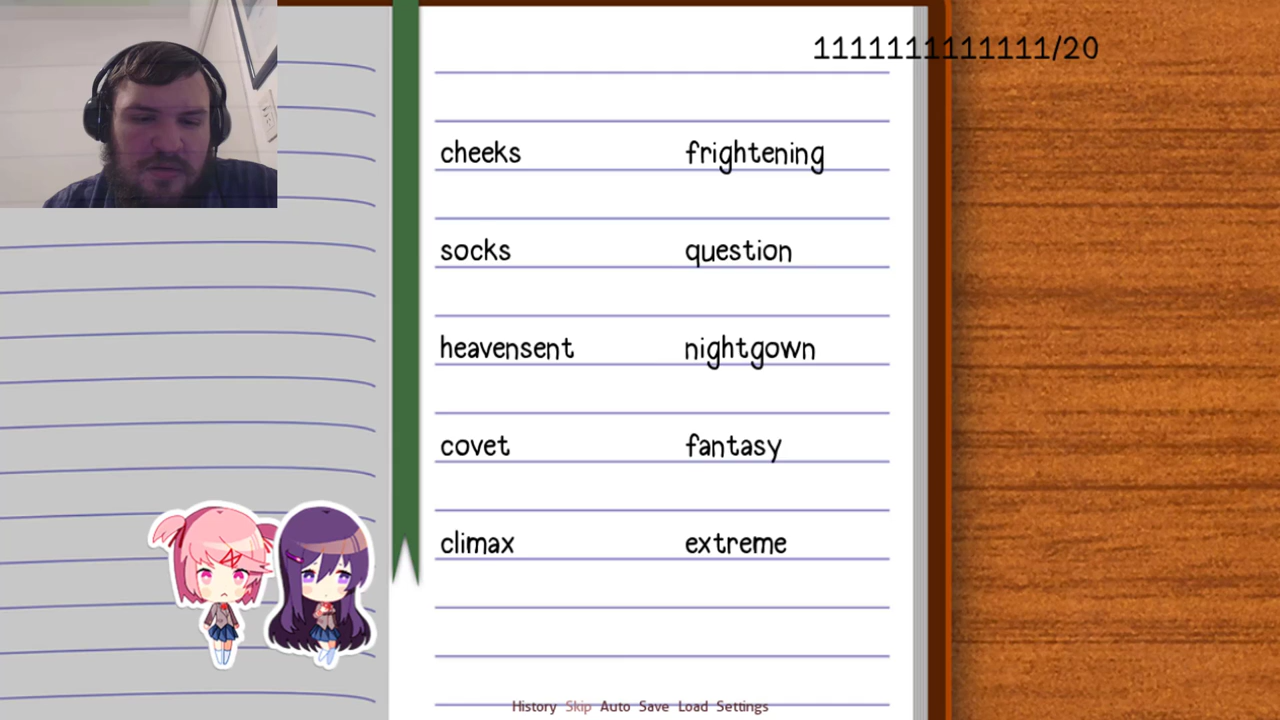 1111111111111/20
cheeks frightening
socks question
heavensent nightgown
covet fantasy
climax extreme
History Skip Auto Save Load Settings